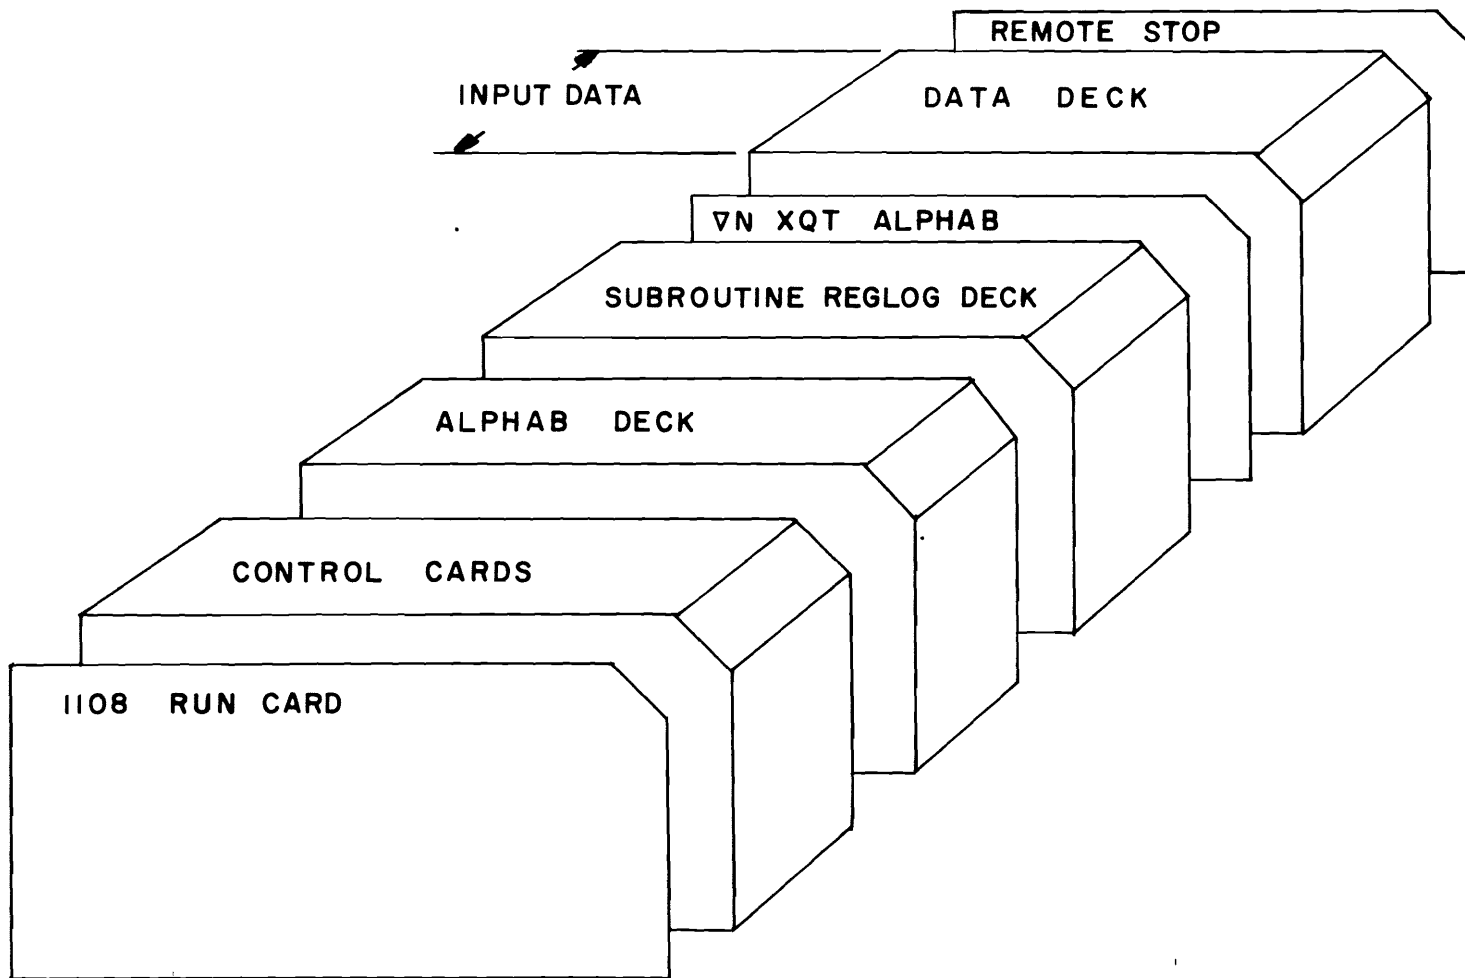 REMOTE STOP
INPUT DATA
DATA DECK
∇N XQT ALPHAB
SUBROUTINE REGLOG DECK
ALPHAB DECK
CONTROL CARDS
1108 RUN CARD